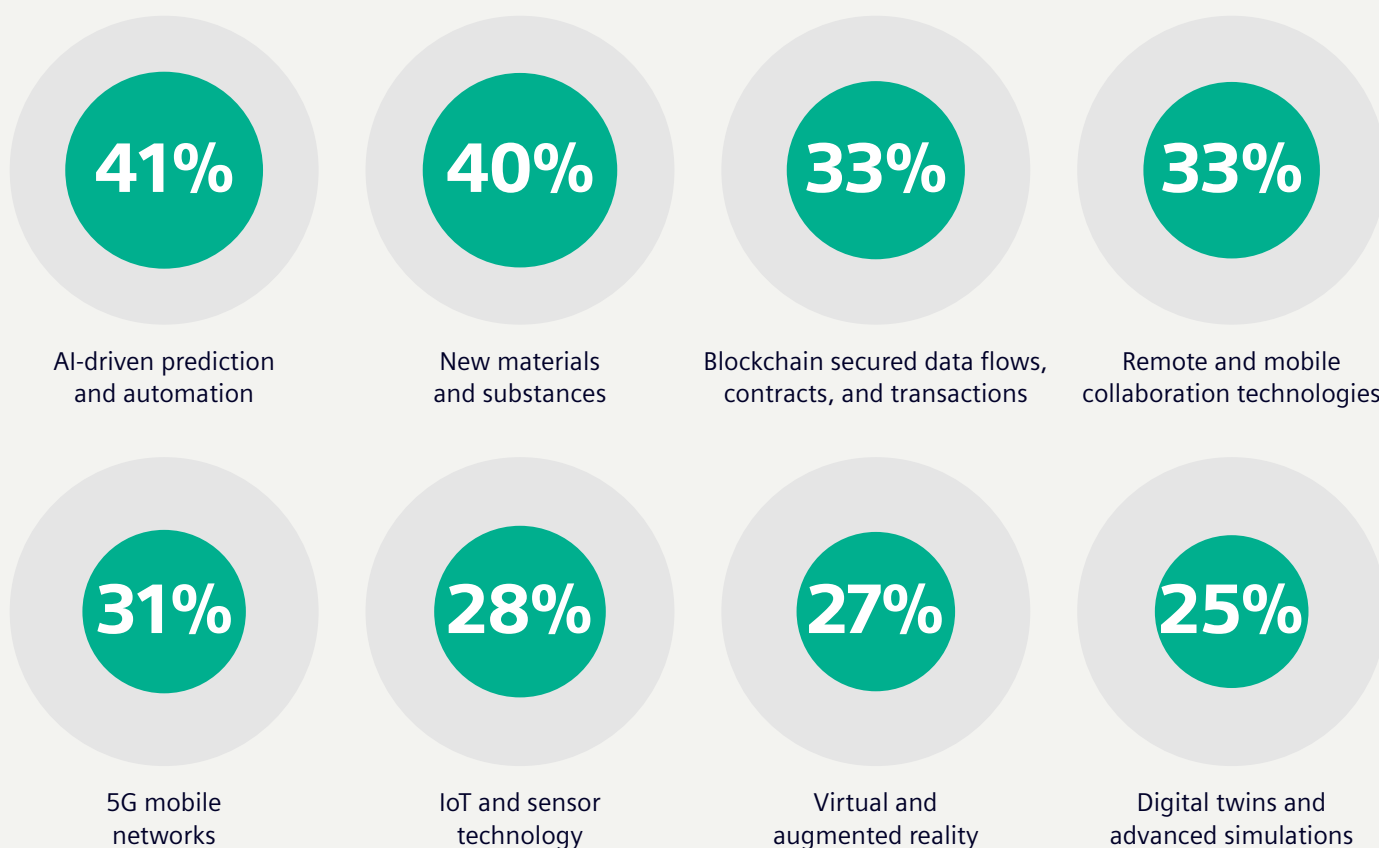 41%
40%
33%
33%
AI-driven prediction
and automation
New materials
and substances
Blockchain secured data flows,
contracts, and transactions
Remote and mobile
collaboration technologies
31%
28%
27%
25%
5G mobile
networks
IoT and sensor
technology
Virtual and
augmented reality
Digital twins and
advanced simulations